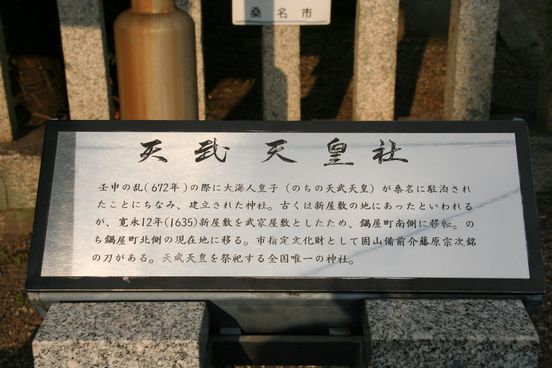 桑名市
天武天皇社
壬申の乱(672年)の際に大海人皇子(のちの天武天皇)が桑名に駐泊され
たことにちなみ、建立された神社。古くは新屋敷の地にあったといわれる
が、寛永12年(1635)新屋敷を武家屋敷としたため、鍋屋町南側に移転。の
ち鍋屋町北側の現在地に移る。市指定文化財として固山備前介藤原宗次銘
の刀がある。天武天皇を祭祀する全国唯一の神社。